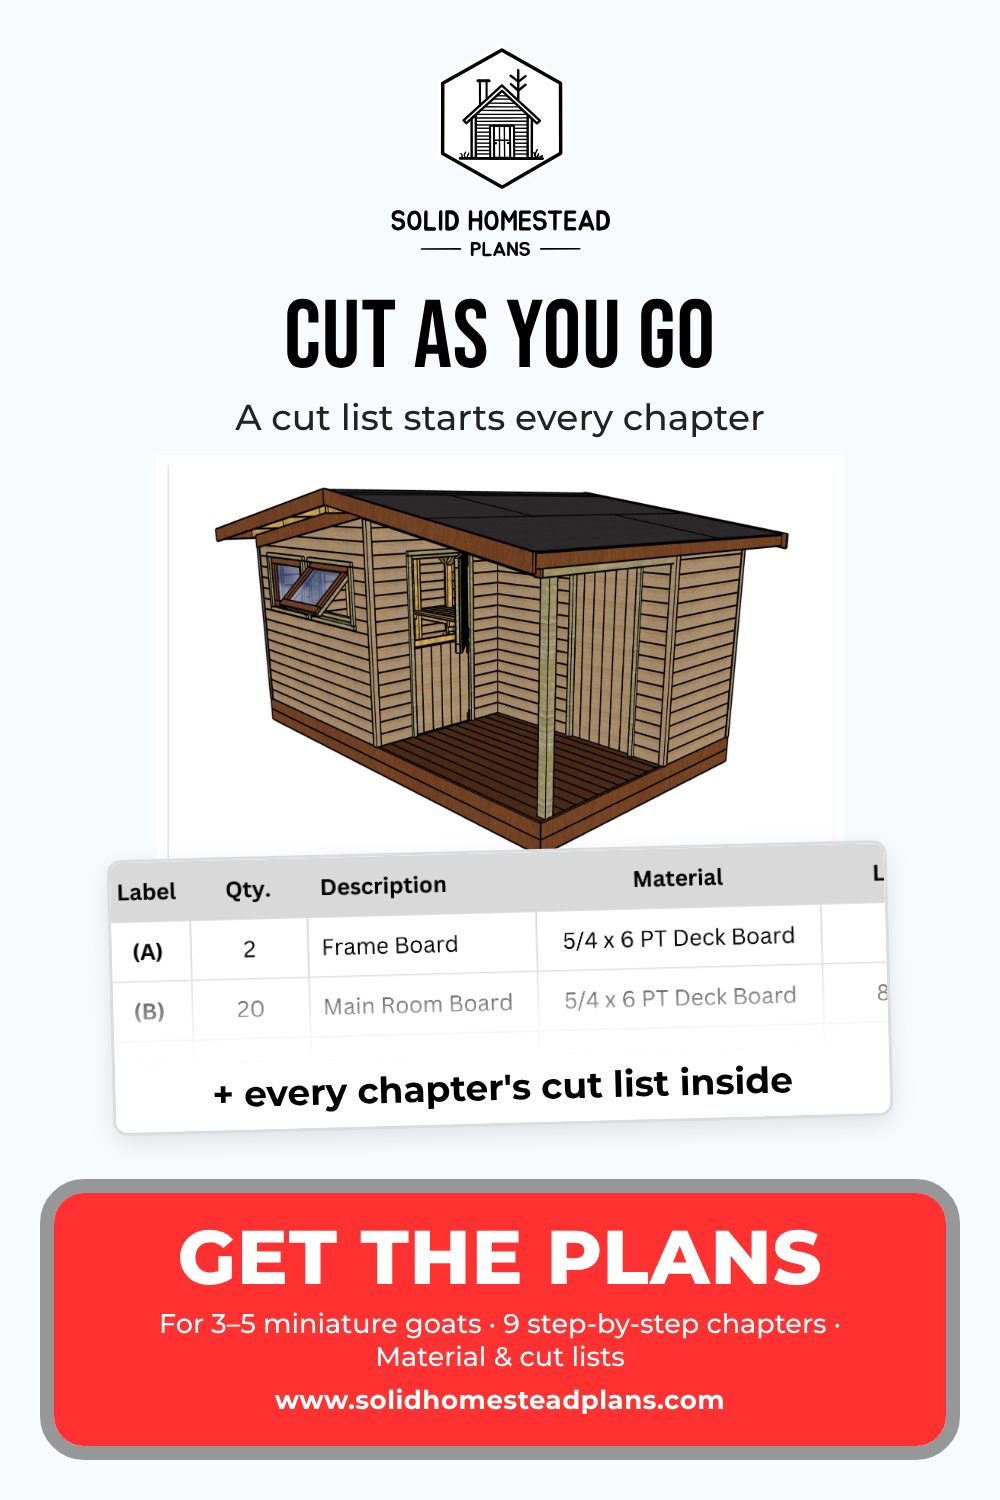 SOLID HOMESTEAD
PLANS
CUT AS YOU GO
A cut list starts every chapter
Label Qty. Description Material L
(A) 2 Frame Board 5/4 x 6 PT Deck Board
(B) 20 Main Room Board 5/4 x 6 PT Deck Board 8
+ every chapter's cut list inside
GET THE PLANS
For 3–5 miniature goats · 9 step-by-step chapters ·
Material & cut lists
www.solidhomesteadplans.com